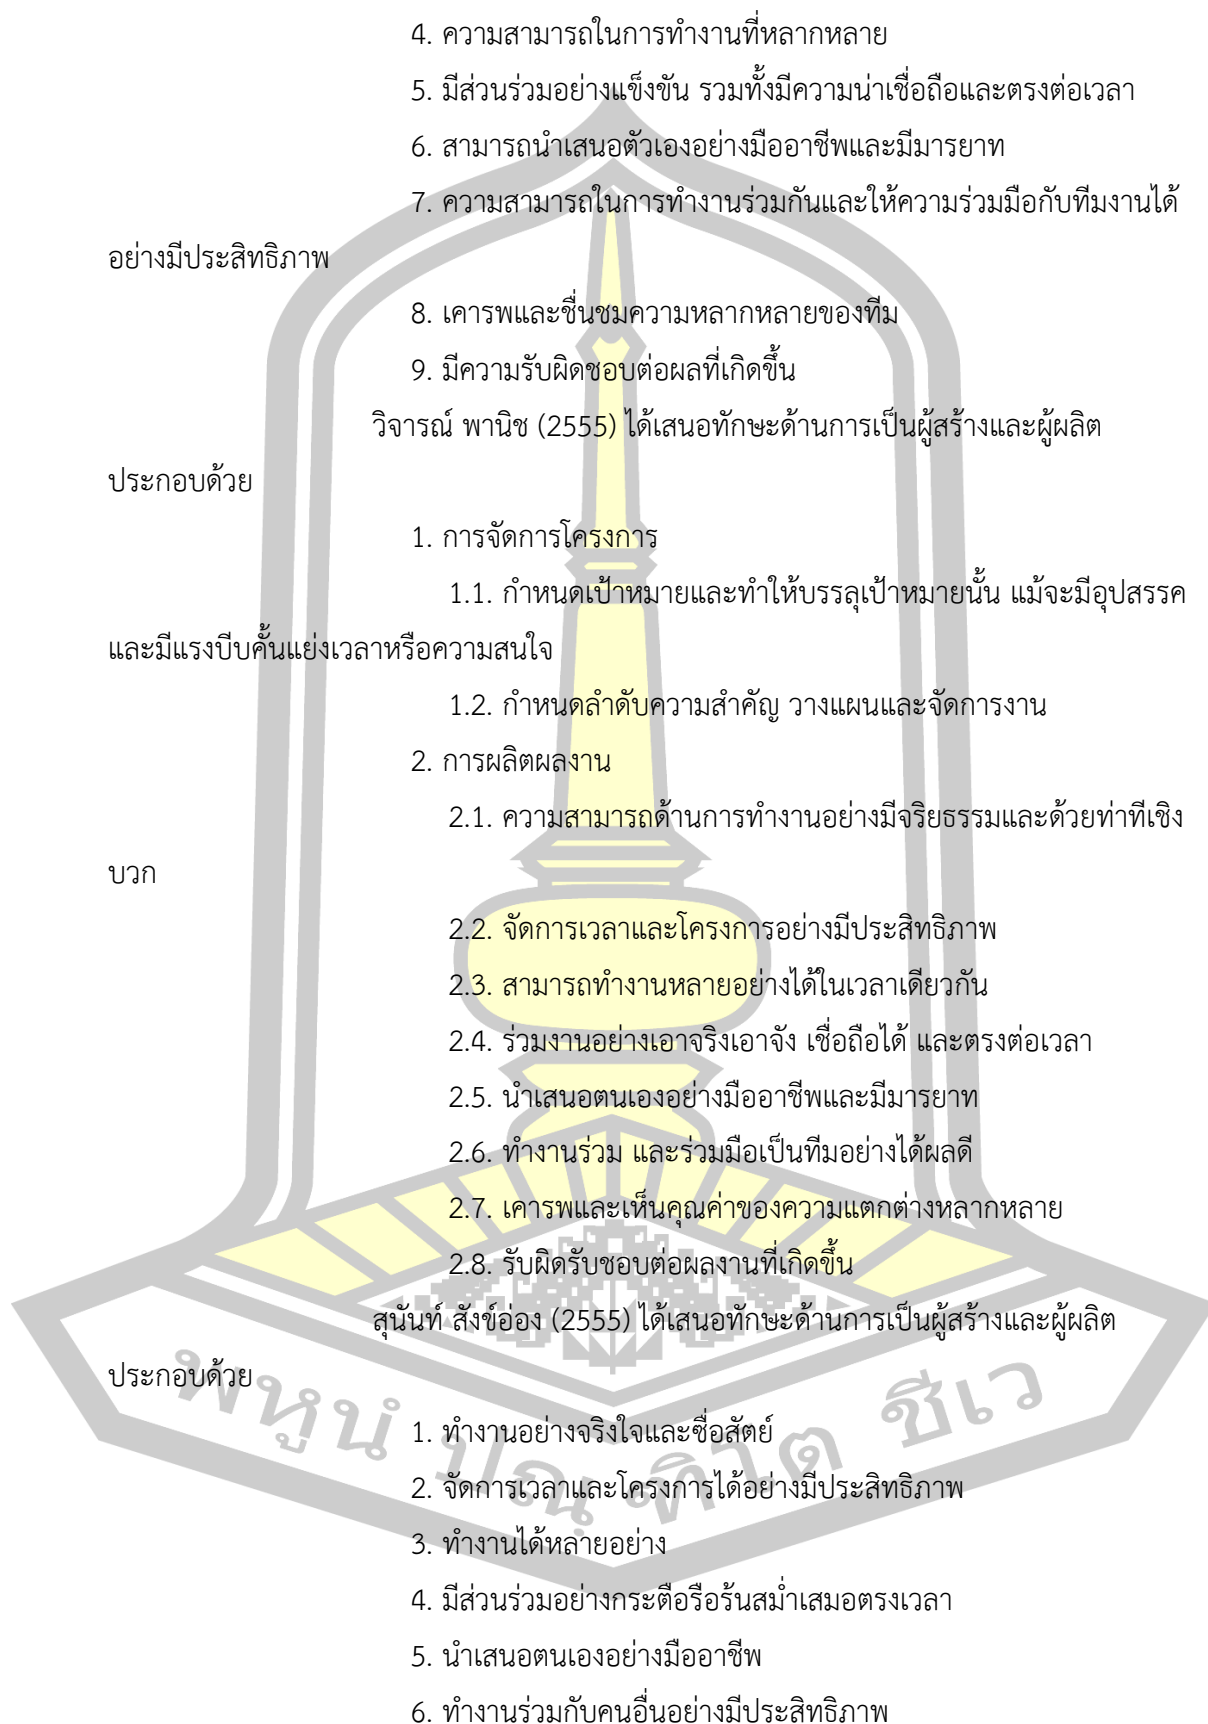 4. ความสามารถในการทำงานที่หลากหลาย
5. มีส่วนร่วมอย่างแข็งขัน รวมทั้งมีความน่าเชื่อถือและตรงต่อเวลา
6. สามารถนำเสนอตัวเองอย่างมืออาชีพและมีมารยาท
7. ความสามารถในการทำงานร่วมกันและให้ความร่วมมือกับทีมงานได้
อย่างมีประสิทธิภาพ
8. เคารพและชื่นชมความหลากหลายของทีม
9. มีความรับผิดชอบต่อผลที่เกิดขึ้น
วิจารณ์ พานิช (2555) ได้เสนอทักษะด้านการเป็นผู้สร้างและผู้ผลิต
ประกอบด้วย
1. การจัดการโครงการ
1.1. กำหนดเป้าหมายและทำให้บรรลุเป้าหมายนั้น แม้จะมีอุปสรรค
และมีแรงบีบคั้นแย่งเวลาหรือความสนใจ
1.2. กำหนดลำดับความสำคัญ วางแผนและจัดการงาน
2. การผลิตผลงาน
2.1. ความสามารถด้านการทำงานอย่างมีจริยธรรมและด้วยท่าทีเชิง
บวก
2.2. จัดการเวลาและโครงการอย่างมีประสิทธิภาพ
2.3. สามารถทำงานหลายอย่างได้ในเวลาเดียวกัน
2.4. ร่วมงานอย่างเอาจริงเอาจัง เชื่อถือได้ และตรงต่อเวลา
2.5. นำเสนอตนเองอย่างมืออาชีพและมีมารยาท
2.6. ทำงานร่วม และร่วมมือเป็นทีมอย่างได้ผลดี
2.7. เคารพและเห็นคุณค่าของความแตกต่างหลากหลาย
2.8. รับผิดรับชอบต่อผลงานที่เกิดขึ้น
สุนันท์ สังข์อ่อง (2555) ได้เสนอทักษะด้านการเป็นผู้สร้างและผู้ผลิต
ประกอบด้วย
พหูนํ ปณฺฑิโต ชีเว
1. ทำงานอย่างจริงใจและซื่อสัตย์
2. จัดการเวลาและโครงการได้อย่างมีประสิทธิภาพ
3. ทำงานได้หลายอย่าง
4. มีส่วนร่วมอย่างกระตือรือร้นสม่ำเสมอตรงเวลา
5. นำเสนอตนเองอย่างมืออาชีพ
6. ทำงานร่วมกับคนอื่นอย่างมีประสิทธิภาพ